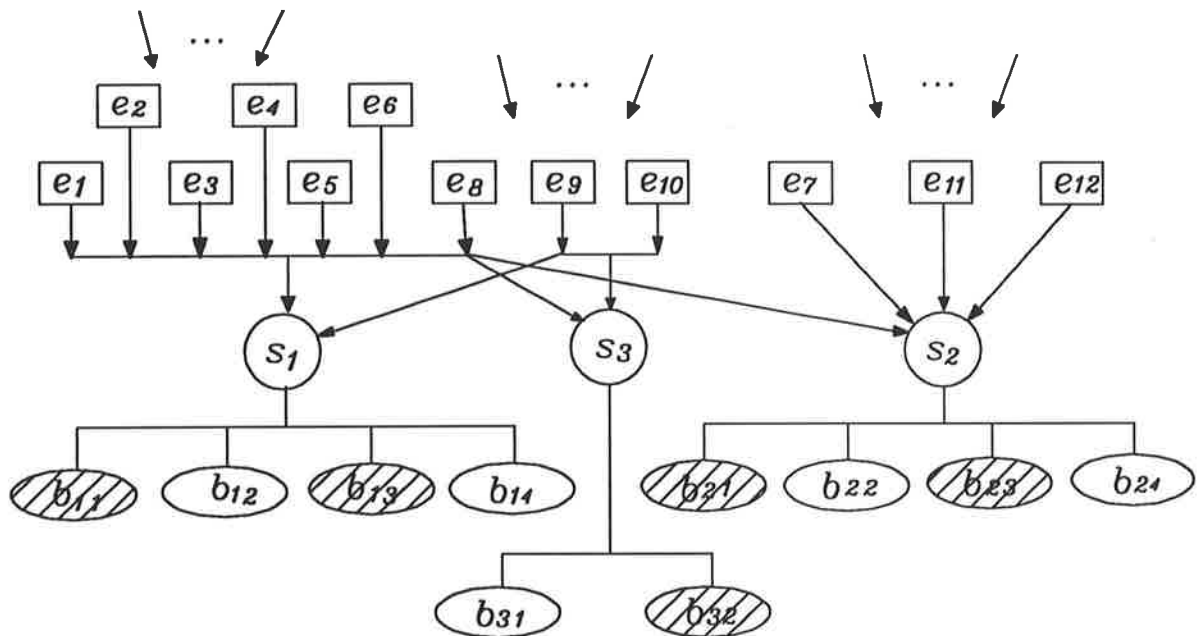 ... ... ...
e2 e4 e6
e1 e3 e5 e8 e9 e10 e7 e11 e12
s1 s3 s2
b11 b12 b13 b14 b21 b22 b23 b24
b31 b32